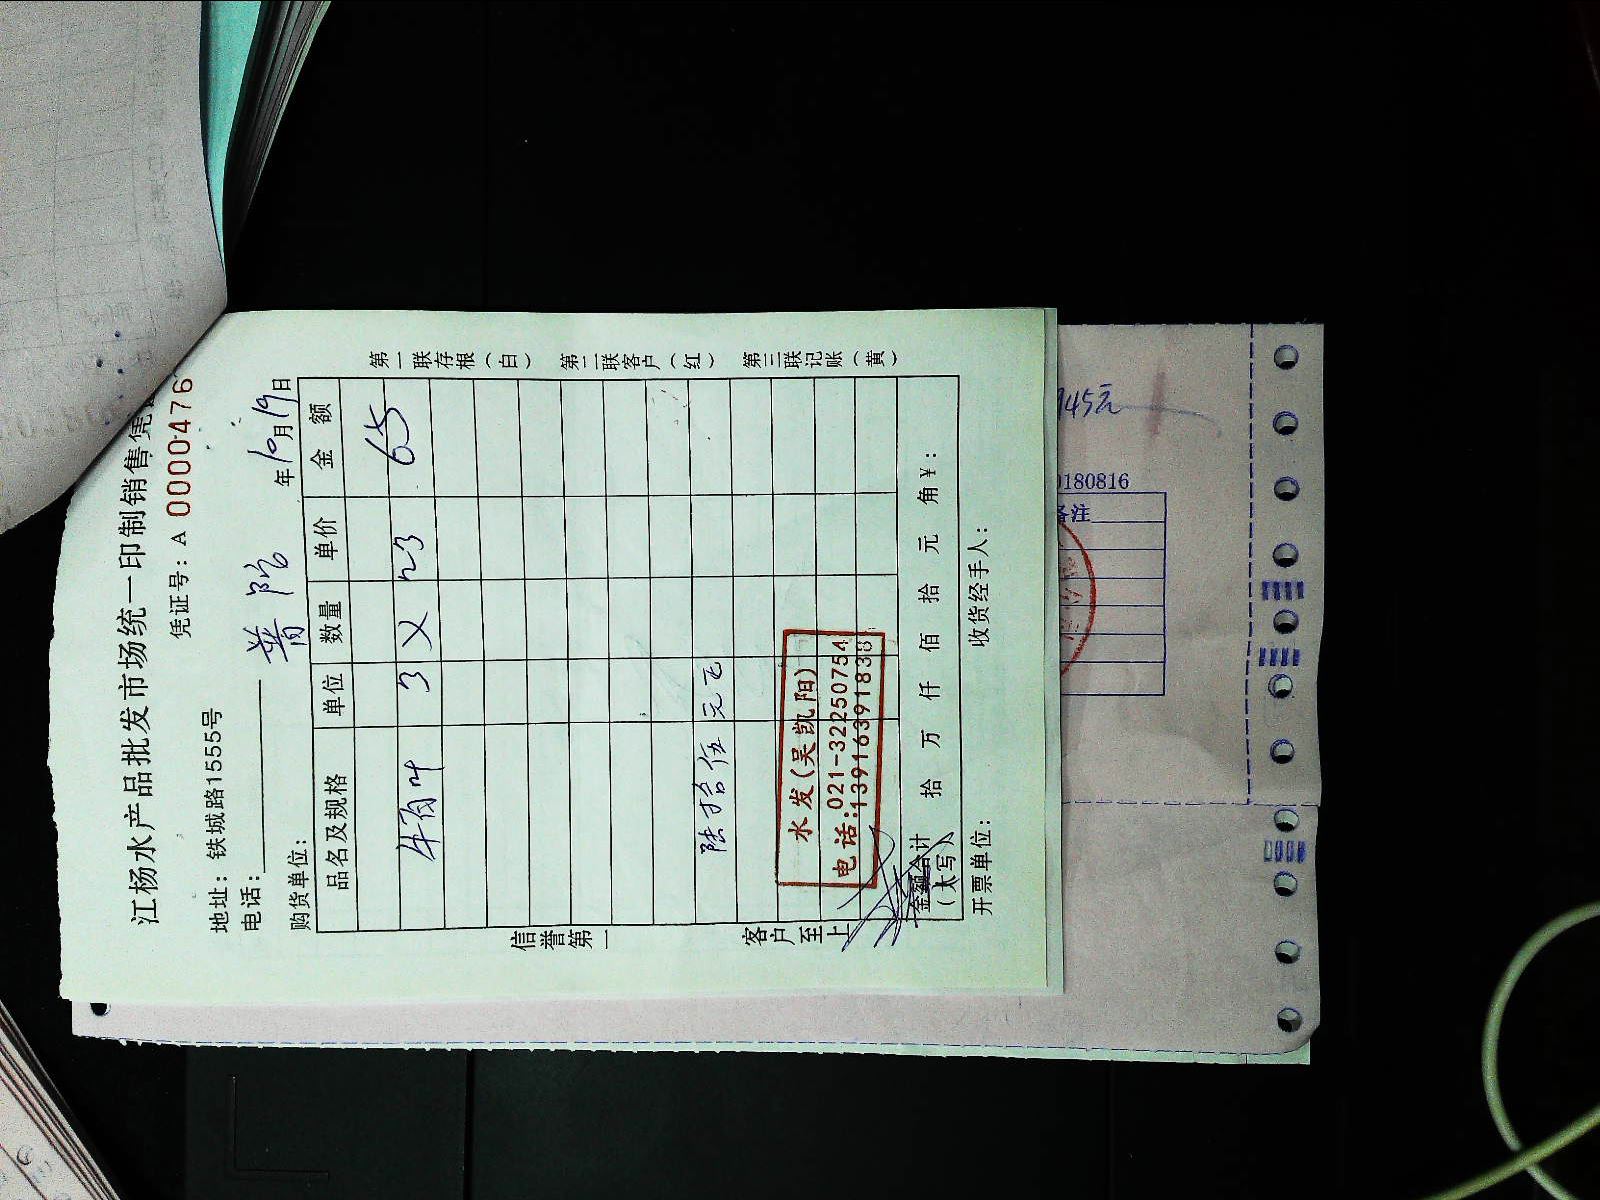 江杨水产品批发市场统一印制销售凭
凭证号：A 0000476
地址：铁城路1555号
电话：
购货单位： 普陀 年10月19日
品名及规格 单位 数量 单价 金额
牛百叶 3 23 65
陆拾伍元正
水发(吴凯阳)
021-32250754
电话:13916391838
金额合计（大写） 拾 万 仟 佰 拾 元 角￥：
开票单位： 收货经手人：
信誉第一 客户至上
第一联存根（白） 第二联客户（红） 第三联记账（黄）
945元
0180816
备注